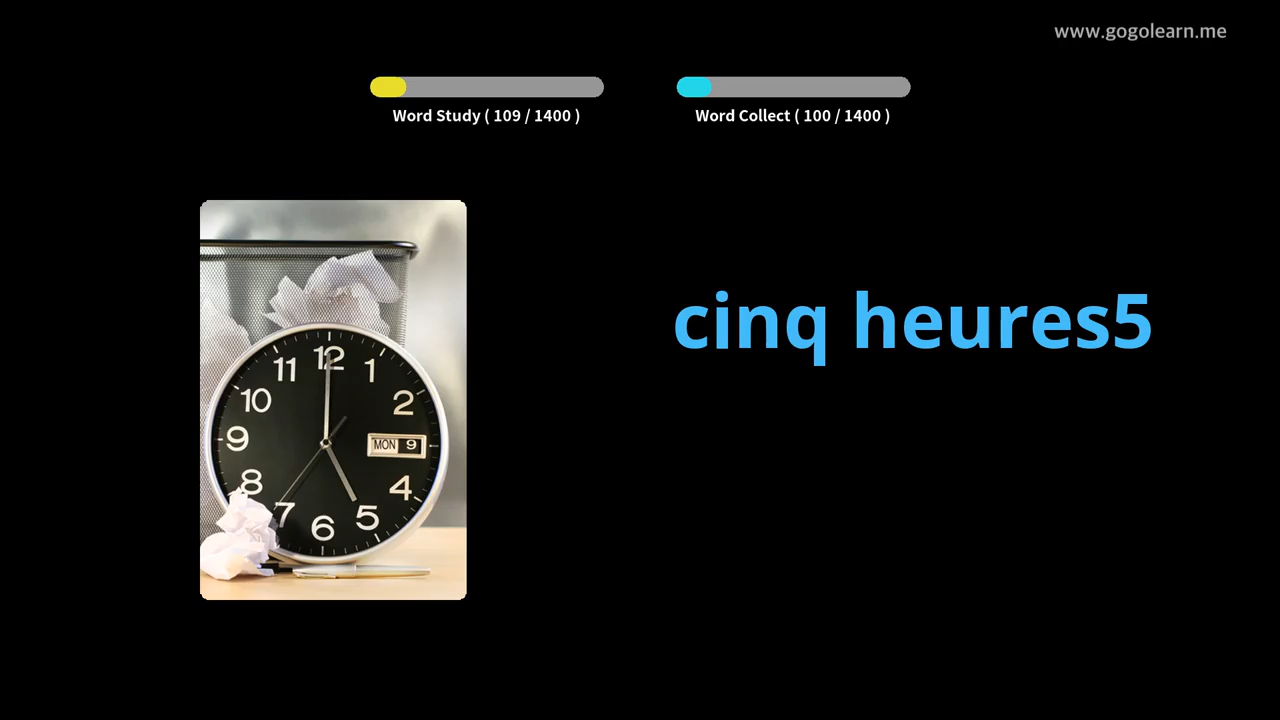 www.gogolearn.me
Word Study ( 109 / 1400 )
Word Collect ( 100 / 1400 )
cinq heures5
12
11
1
10
2
9
MON 9
8
4
7
5
6